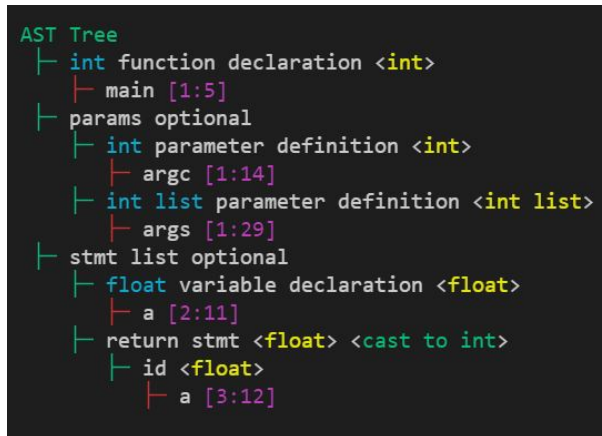 AST Tree
int function declaration <int>
main [1:5]
params optional
int parameter definition <int>
argc [1:14]
int list parameter definition <int list>
args [1:29]
stmt list optional
float variable declaration <float>
a [2:11]
return stmt <float> <cast to int>
id <float>
a [3:12]